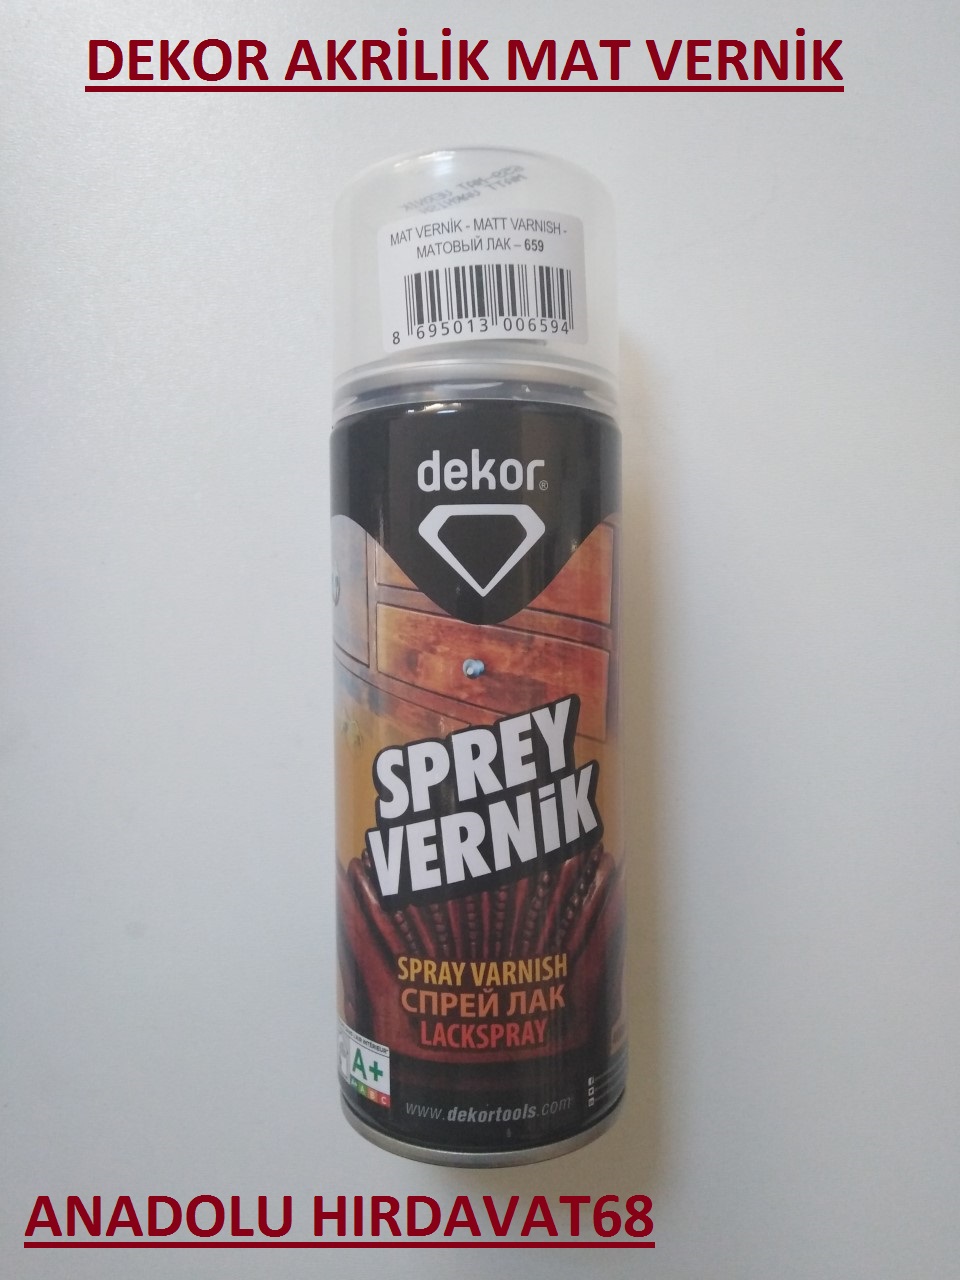 DEKOR AKRİLİK MAT VERNİK
MAT VERNİK - MATT VARNISH -
МАТОВЫЙ ЛАК – 659
8 695013 006594
dekor®
SPREY
VERNİK
SPRAY VARNISH
СПРЕЙ ЛАК
LACKSPRAY
A+
www.dekortools.com
ANADOLU HIRDAVAT68